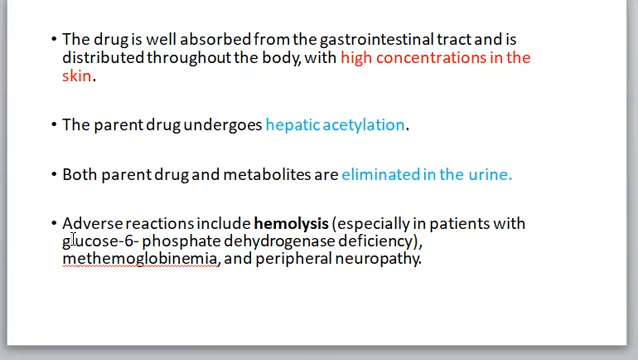 • The drug is well absorbed from the gastrointestinal tract and is
distributed throughout the body, with high concentrations in the
skin.
• The parent drug undergoes hepatic acetylation.
• Both parent drug and metabolites are eliminated in the urine.
• Adverse reactions include hemolysis (especially in patients with
glucose-6- phosphate dehydrogenase deficiency),
methemoglobinemia, and peripheral neuropathy.